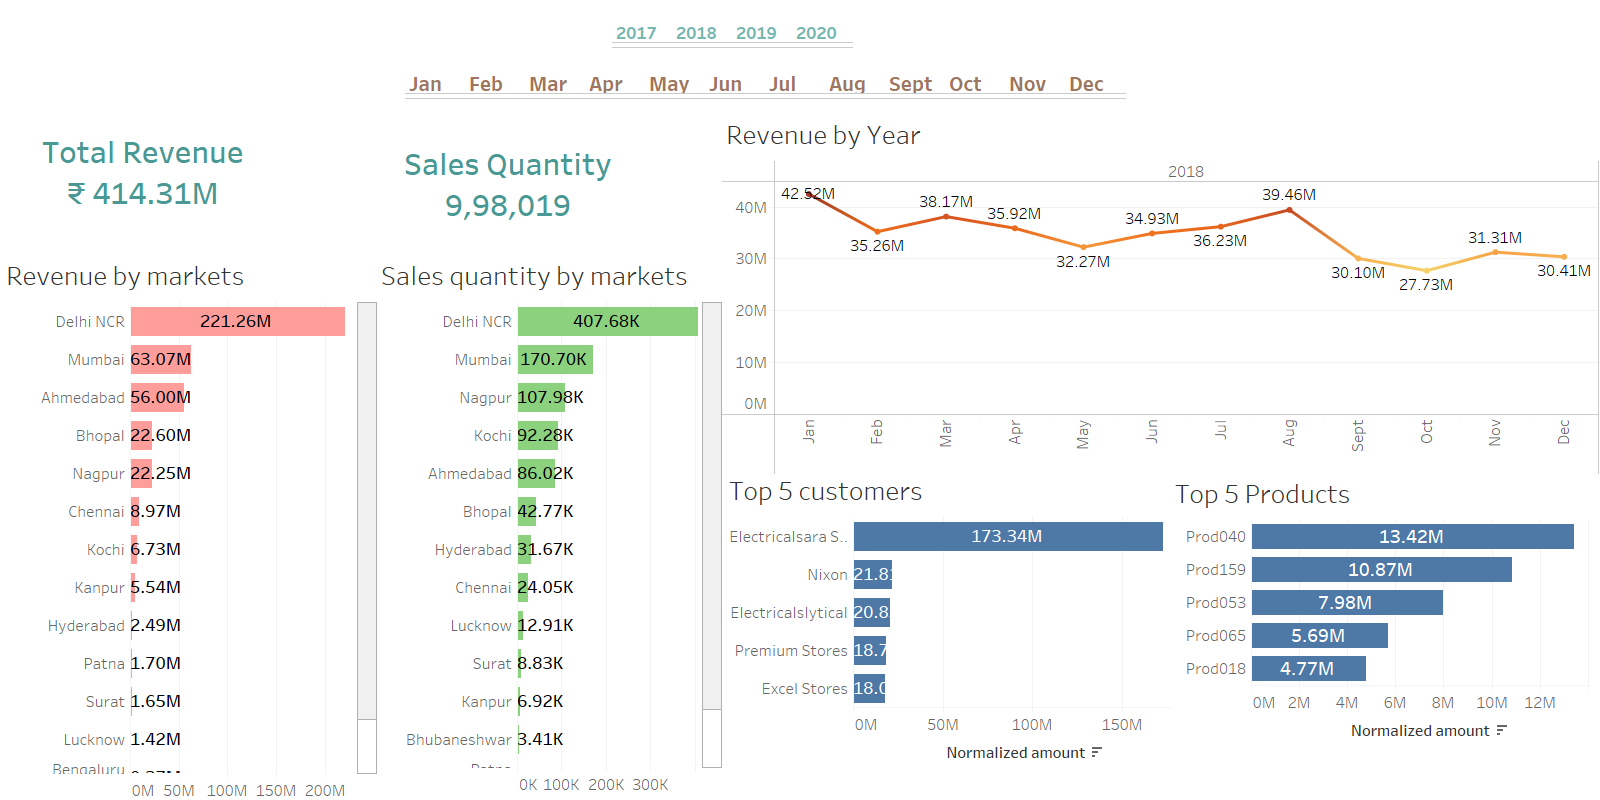 2017 2018 2019 2020
Jan Feb Mar Apr May Jun Jul Aug Sept Oct Nov Dec
Total Revenue
₹ 414.31M
Sales Quantity
9,98,019
Revenue by markets
Delhi NCR 221.26M
Mumbai 63.07M
Ahmedabad 56.00M
Bhopal 22.60M
Nagpur 22.25M
Chennai 8.97M
Kochi 6.73M
Kanpur 5.54M
Hyderabad 2.49M
Patna 1.70M
Surat 1.65M
Lucknow 1.42M
Bengaluru
0M 50M 100M 150M 200M
Sales quantity by markets
Delhi NCR 407.68K
Mumbai 170.70K
Nagpur 107.98K
Kochi 92.28K
Ahmedabad 86.02K
Bhopal 42.77K
Hyderabad 31.67K
Chennai 24.05K
Lucknow 12.91K
Surat 8.83K
Kanpur 6.92K
Bhubaneshwar 3.41K
0K 100K 200K 300K
Revenue by Year
2018
42.52M 35.26M 38.17M 35.92M 32.27M 34.93M 36.23M 39.46M 30.10M 27.73M 31.31M 30.41M
40M
30M
20M
10M
0M
Jan Feb Mar Apr May Jun Jul Aug Sept Oct Nov Dec
Top 5 customers
Electricalsara S.. 173.34M
Nixon 21.8
Electricalslytical 20.8
Premium Stores 18.7
Excel Stores 18.0
0M 50M 100M 150M
Normalized amount
Top 5 Products
Prod040 13.42M
Prod159 10.87M
Prod053 7.98M
Prod065 5.69M
Prod018 4.77M
0M 2M 4M 6M 8M 10M 12M
Normalized amount